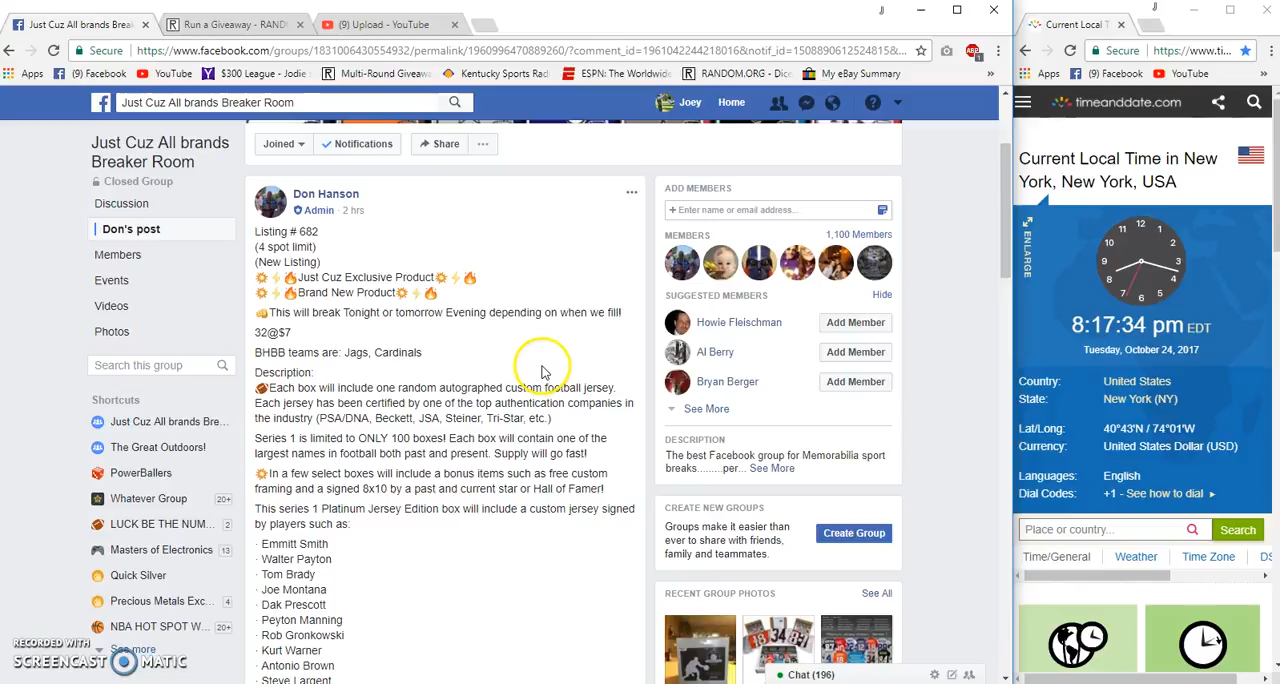 Just Cuz All brands Brea
Run a Giveaway - RAND
(9) Upload - YouTube
Current Local T
Secure
https://www.facebook.com/groups/1831006430554932/permalink/1960996470889260/?comment_id=1961042244218016&notif_id=1508890612524815&
Secure
https://www.ti
Apps
(9) Facebook
YouTube
$300 League - Jodie
Multi-Round Giveaw
Kentucky Sports Rad
ESPN: The Worldwide
RANDOM.ORG - Dice
My eBay Summary
Apps
(9) Facebook
YouTube
Just Cuz All brands Breaker Room
Joey
Home
timeanddate.com
Just Cuz All brands
Breaker Room
Closed Group
Discussion
Don's post
Members
Events
Videos
Photos
Search this group
Shortcuts
Just Cuz All brands Bre...
The Great Outdoors!
PowerBallers
Whatever Group
20+
LUCK BE THE NUM...
2
Masters of Electronics
13
Quick Silver
Precious Metals Exc...
4
NBA HOT SPOT W...
20+
See more
Joined
Notifications
Share
Don Hanson
Admin · 2 hrs
Listing # 682
(4 spot limit)
(New Listing)
💥⚡🔥Just Cuz Exclusive Product💥⚡🔥
💥⚡🔥Brand New Product💥⚡🔥
This will break Tonight or tomorrow Evening depending on when we fill!
32@$7
BHBB teams are: Jags, Cardinals
Description:
🏈Each box will include one random autographed custom football jersey.
Each jersey has been certified by one of the top authentication companies in
the industry (PSA/DNA, Beckett, JSA, Steiner, Tri-Star, etc.)
Series 1 is limited to ONLY 100 boxes! Each box will contain one of the
largest names in football both past and present. Supply will go fast!
💥In a few select boxes will include a bonus items such as free custom
framing and a signed 8x10 by a past and current star or Hall of Famer!
This series 1 Platinum Jersey Edition box will include a custom jersey signed
by players such as:
· Emmitt Smith
· Walter Payton
· Tom Brady
· Joe Montana
· Dak Prescott
· Peyton Manning
· Rob Gronkowski
· Kurt Warner
· Antonio Brown
· Steve Largent
ADD MEMBERS
+ Enter name or email address...
MEMBERS
1,100 Members
SUGGESTED MEMBERS
Hide
Howie Fleischman
Add Member
Al Berry
Add Member
Bryan Berger
Add Member
See More
DESCRIPTION
The best Facebook group for Memorabilia sport
breaks.........per... See More
CREATE NEW GROUPS
Groups make it easier than
ever to share with friends,
family and teammates.
Create Group
RECENT GROUP PHOTOS
See All
Chat (196)
Current Local Time in New
York, New York, USA
ENLARGE
12
1
2
3
4
5
6
7
8
9
10
11
8:17:34 pm EDT
Tuesday, October 24, 2017
Country:
United States
State:
New York (NY)
Lat/Long:
40°43'N / 74°01'W
Currency:
United States Dollar (USD)
Languages:
English
Dial Codes:
+1 - See how to dial
Place or country...
Search
Time/General
Weather
Time Zone
DS
RECORDED WITH
SCREENCAST MATIC